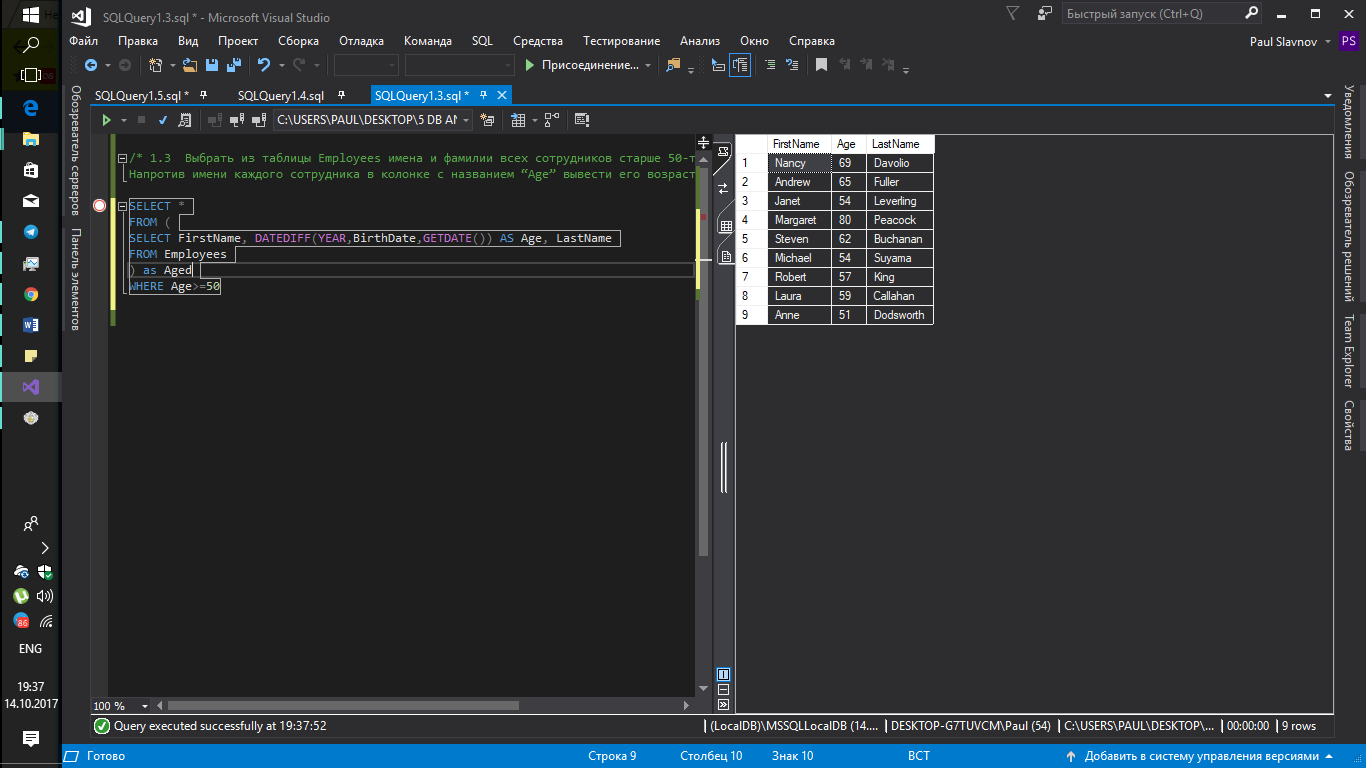 SQLQuery1.3.sql * - Microsoft Visual Studio
Быстрый запуск (Ctrl+Q)
Файл Правка Вид Проект Сборка Отладка Команда SQL Средства Тестирование Анализ Окно Справка
Paul Slavnov PS
Присоединение...
SQLQuery1.5.sql * SQLQuery1.4.sql SQLQuery1.3.sql *
C:\USERS\PAUL\DESKTOP\5 DB AN
Обозреватель серверов
Панель элементов
/* 1.3 Выбрать из таблицы Employees имена и фамилии всех сотрудников старше 50-т
Напротив имени каждого сотрудника в колонке с названием “Age” вывести его возраст
SELECT *
FROM (
SELECT FirstName, DATEDIFF(YEAR,BirthDate,GETDATE()) AS Age, LastName
FROM Employees
) as Aged
WHERE Age>=50
FirstName Age LastName
1 Nancy 69 Davolio
2 Andrew 65 Fuller
3 Janet 54 Leverling
4 Margaret 80 Peacock
5 Steven 62 Buchanan
6 Michael 54 Suyama
7 Robert 57 King
8 Laura 59 Callahan
9 Anne 51 Dodsworth
Уведомления
Обозреватель решений
Team Explorer
Свойства
86
ENG
19:37
14.10.2017
100 %
Query executed successfully at 19:37:52
(LocalDB)\MSSQLLocalDB (14.... DESKTOP-G7TUVCM\Paul (54) C:\USERS\PAUL\DESKTOP\... 00:00:00 9 rows
Готово Строка 9 Столбец 10 Знак 10 ВСТ Добавить в систему управления версиями